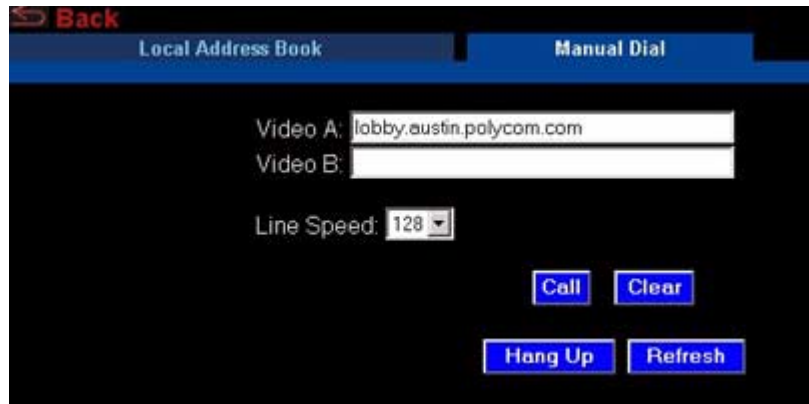 Back
Local Address Book Manual Dial
Video A: lobby.austin.polycom.com
Video B:
Line Speed: 128
Call Clear
Hang Up Refresh